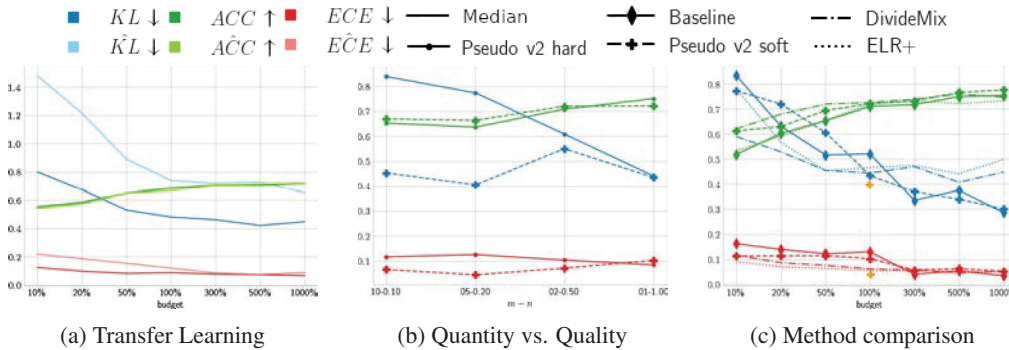 KL ↓ ACC ↑ ECE ↓ Median Baseline DivideMix
K̂L ↓ AĈC ↑ EĈE ↓ Pseudo v2 hard Pseudo v2 soft ELR+
1.4
1.2
1.0
0.8
0.6
0.4
0.2
0.0
10% 20% 50% 100% 300% 500% 1000%
budget
0.8
0.7
0.6
0.5
0.4
0.3
0.2
0.1
10-0.10 05-0.20 02-0.50 01-1.00
m − n
0.8
0.7
0.6
0.5
0.4
0.3
0.2
0.1
0.0
10% 20% 50% 100% 300% 500% 1000%
budget
(a) Transfer Learning (b) Quantity vs. Quality (c) Method comparison